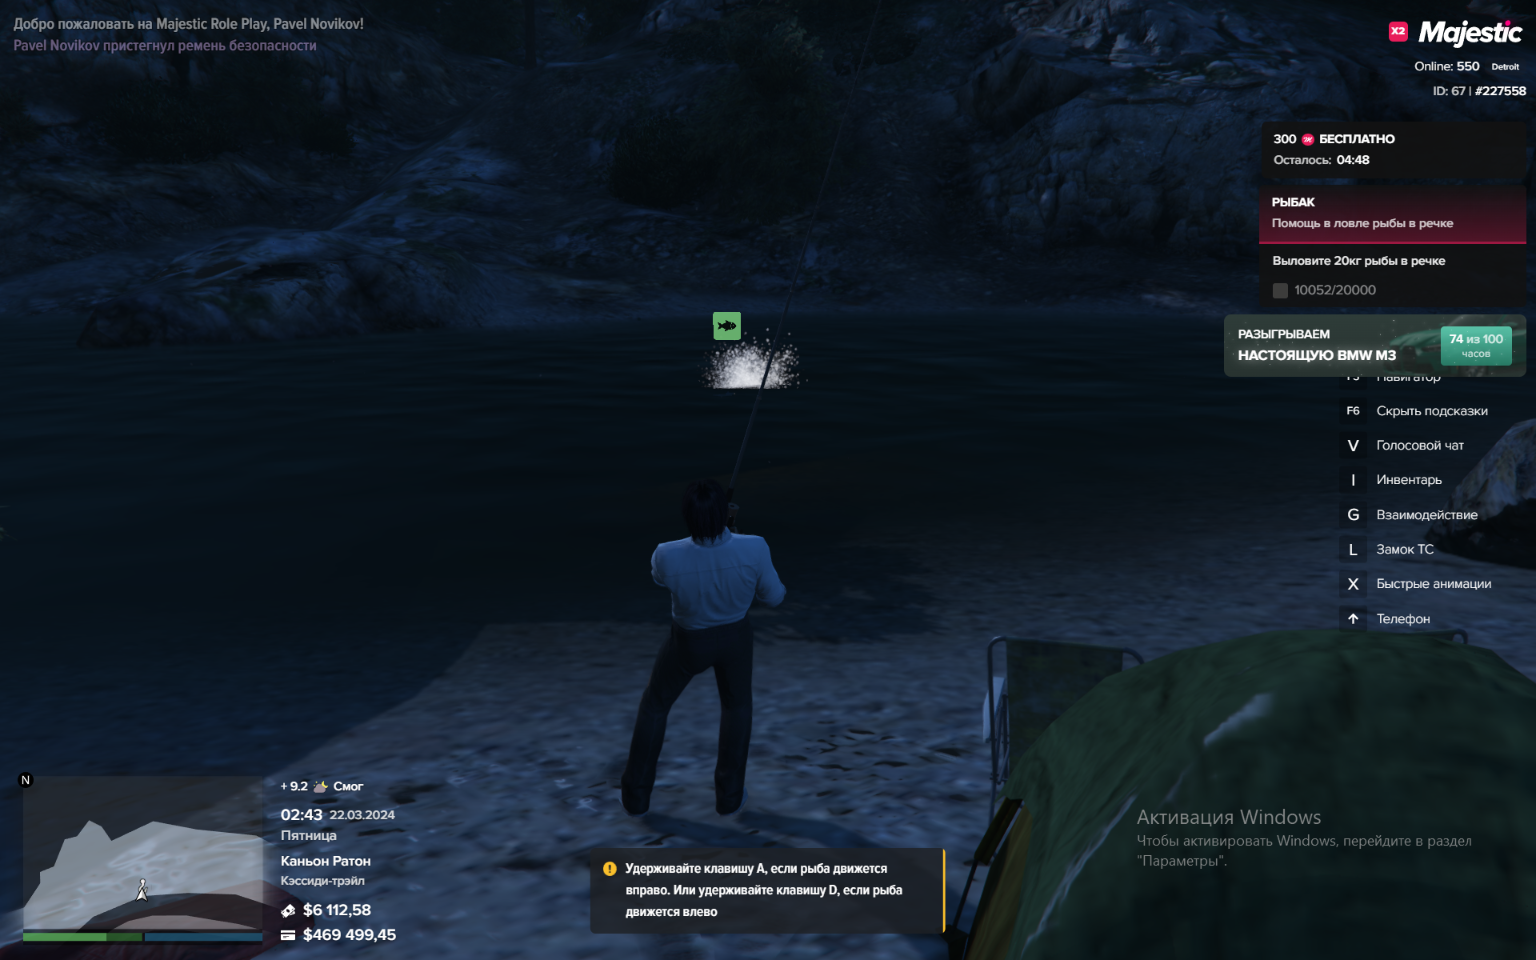 Добро пожаловать на Majestic Role Play, Pavel Novikov!
Pavel Novikov пристегнул ремень безопасности
X2 Majestic
Online: 550 Detroit
ID: 67 | #227558
300 БЕСПЛАТНО
Осталось: 04:48
РЫБАК
Помощь в ловле рыбы в речке
Выловите 20кг рыбы в речке
10052/20000
РАЗЫГРЫВАЕМ
НАСТОЯЩУЮ BMW M3
74 из 100
часов
Навигатор
F6 Скрыть подсказки
V Голосовой чат
I Инвентарь
G Взаимодействие
L Замок ТС
X Быстрые анимации
Телефон
N
+ 9.2 Смог
02:43 22.03.2024
Пятница
Каньон Ратон
Кэссиди-трэйл
$6 112,58
$469 499,45
Удерживайте клавишу А, если рыба движется
вправо. Или удерживайте клавишу D, если рыба
движется влево
Активация Windows
Чтобы активировать Windows, перейдите в раздел
"Параметры".